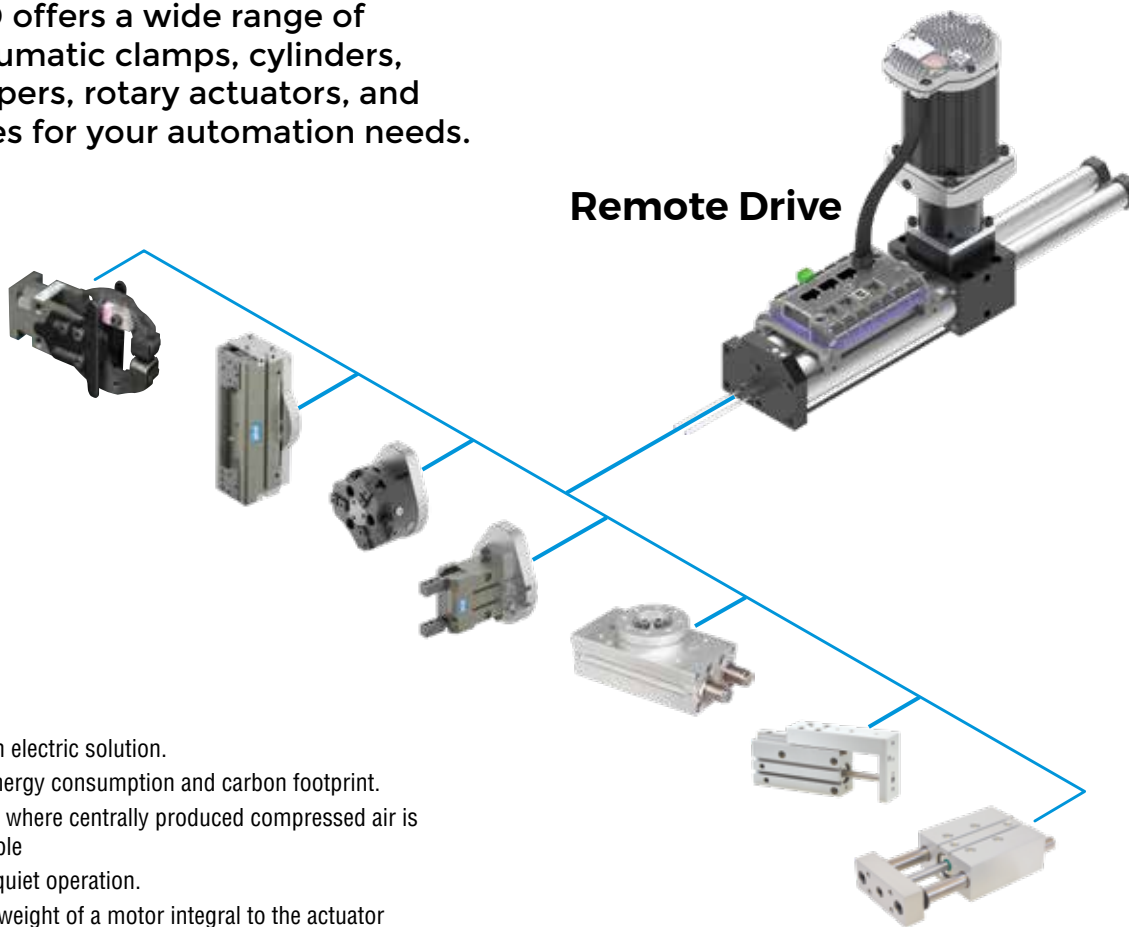 offers a wide range of
umatic clamps, cylinders,
pers, rotary actuators, and
es for your automation needs.
Remote Drive
n electric solution.
nergy consumption and carbon footprint.
where centrally produced compressed air is
ble
quiet operation.
weight of a motor integral to the actuator